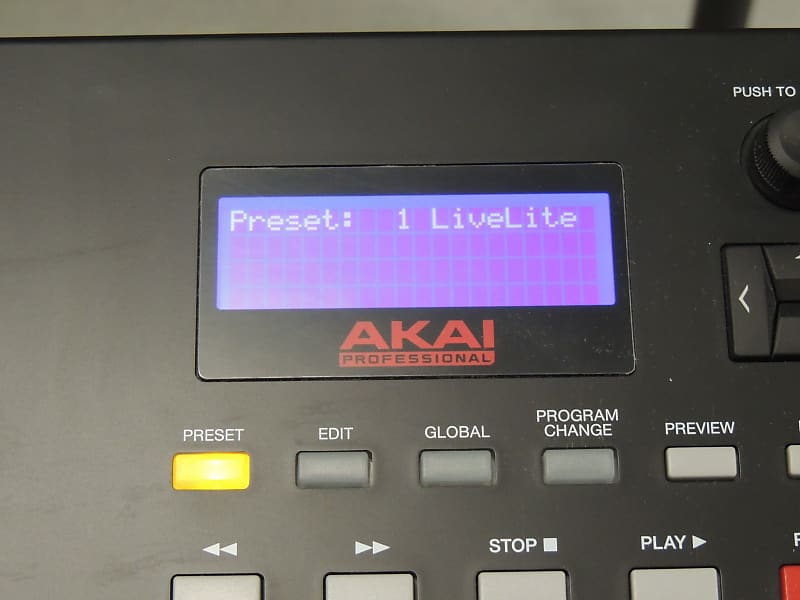 PUSH TO
Preset: 1 LiveLite
AKAI
PROFESSIONAL
PRESET
EDIT
GLOBAL
PROGRAM
CHANGE
PREVIEW
STOP
PLAY